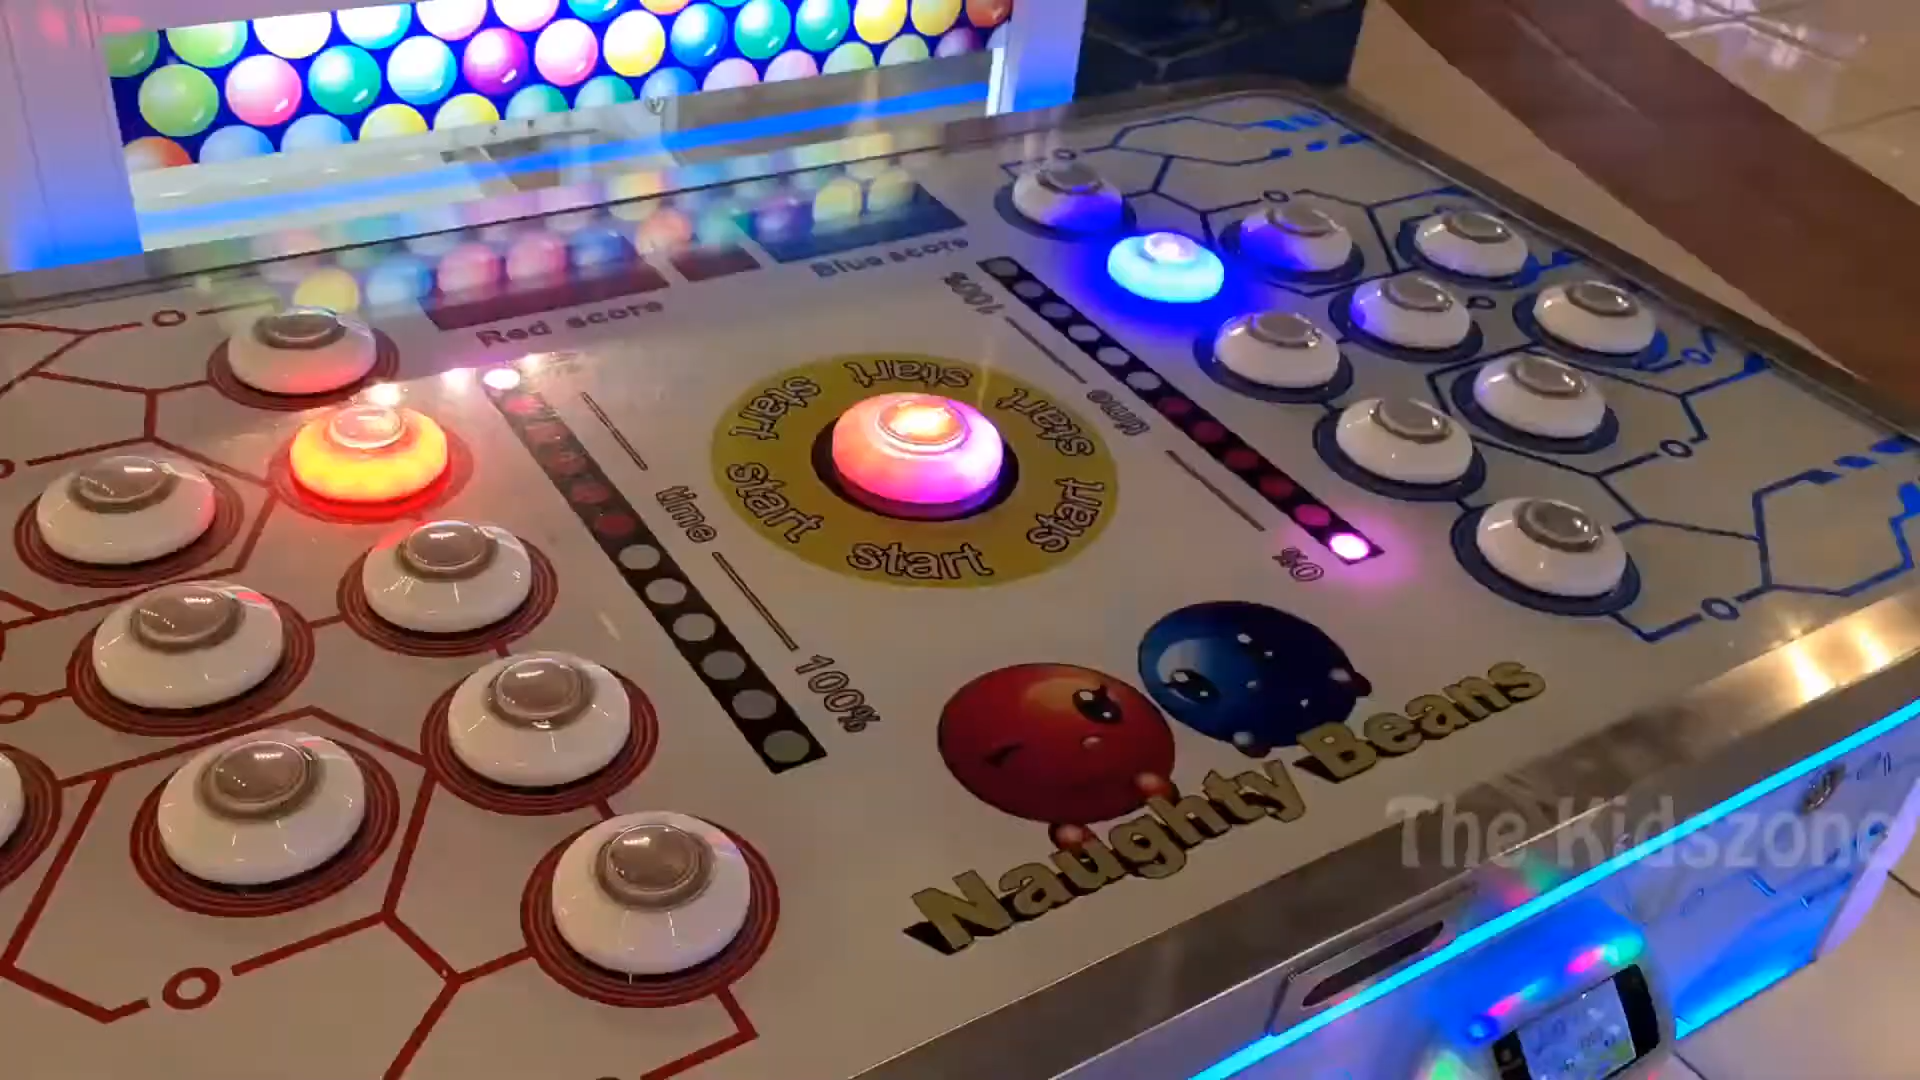 Blue score
Red score
100%
time
0%
start
start
start
start
start
start
start
time
100%
Naughty Beans
The Kidszone